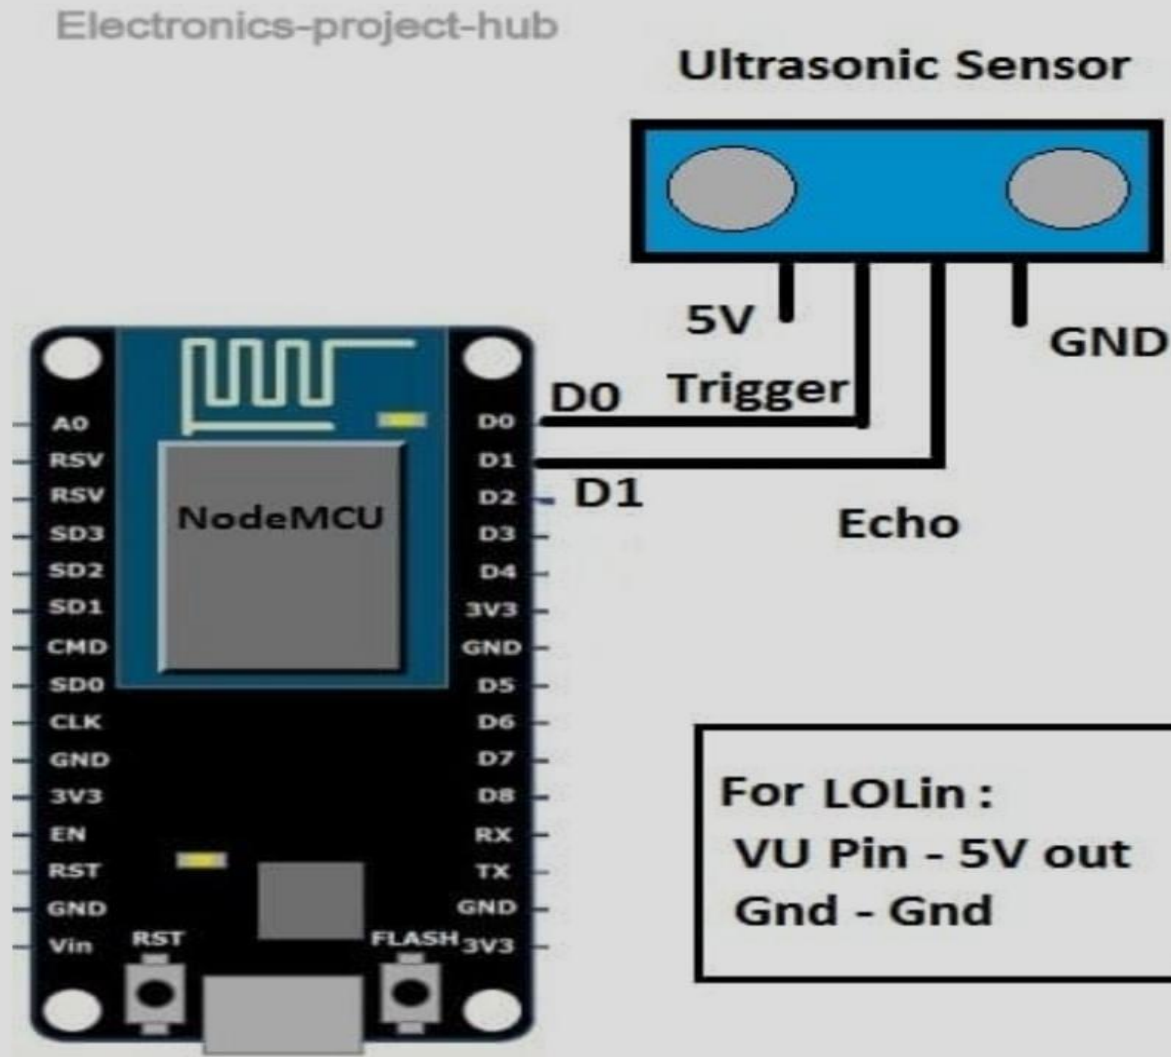 Electronics-project-hub
Ultrasonic Sensor
5V
GND
D0
Trigger
D1
Echo
NodeMCU
A0
RSV
RSV
SD3
SD2
SD1
CMD
SD0
CLK
GND
3V3
EN
RST
GND
Vin
D0
D1
D2
D3
D4
3V3
GND
D5
D6
D7
D8
RX
TX
GND
3V3
RST
FLASH
For LOLin :
VU Pin - 5V out
Gnd - Gnd